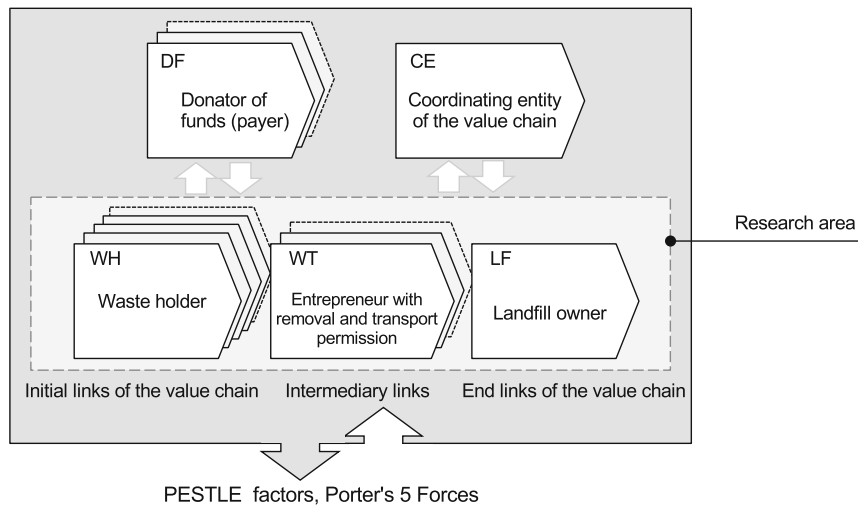 DF
Donator of
funds (payer)
CE
Coordinating entity
of the value chain
Research area
WH
Waste holder
WT
Entrepreneur with
removal and transport
permission
LF
Landfill owner
Initial links of the value chain
Intermediary links
End links of the value chain
PESTLE factors, Porter's 5 Forces